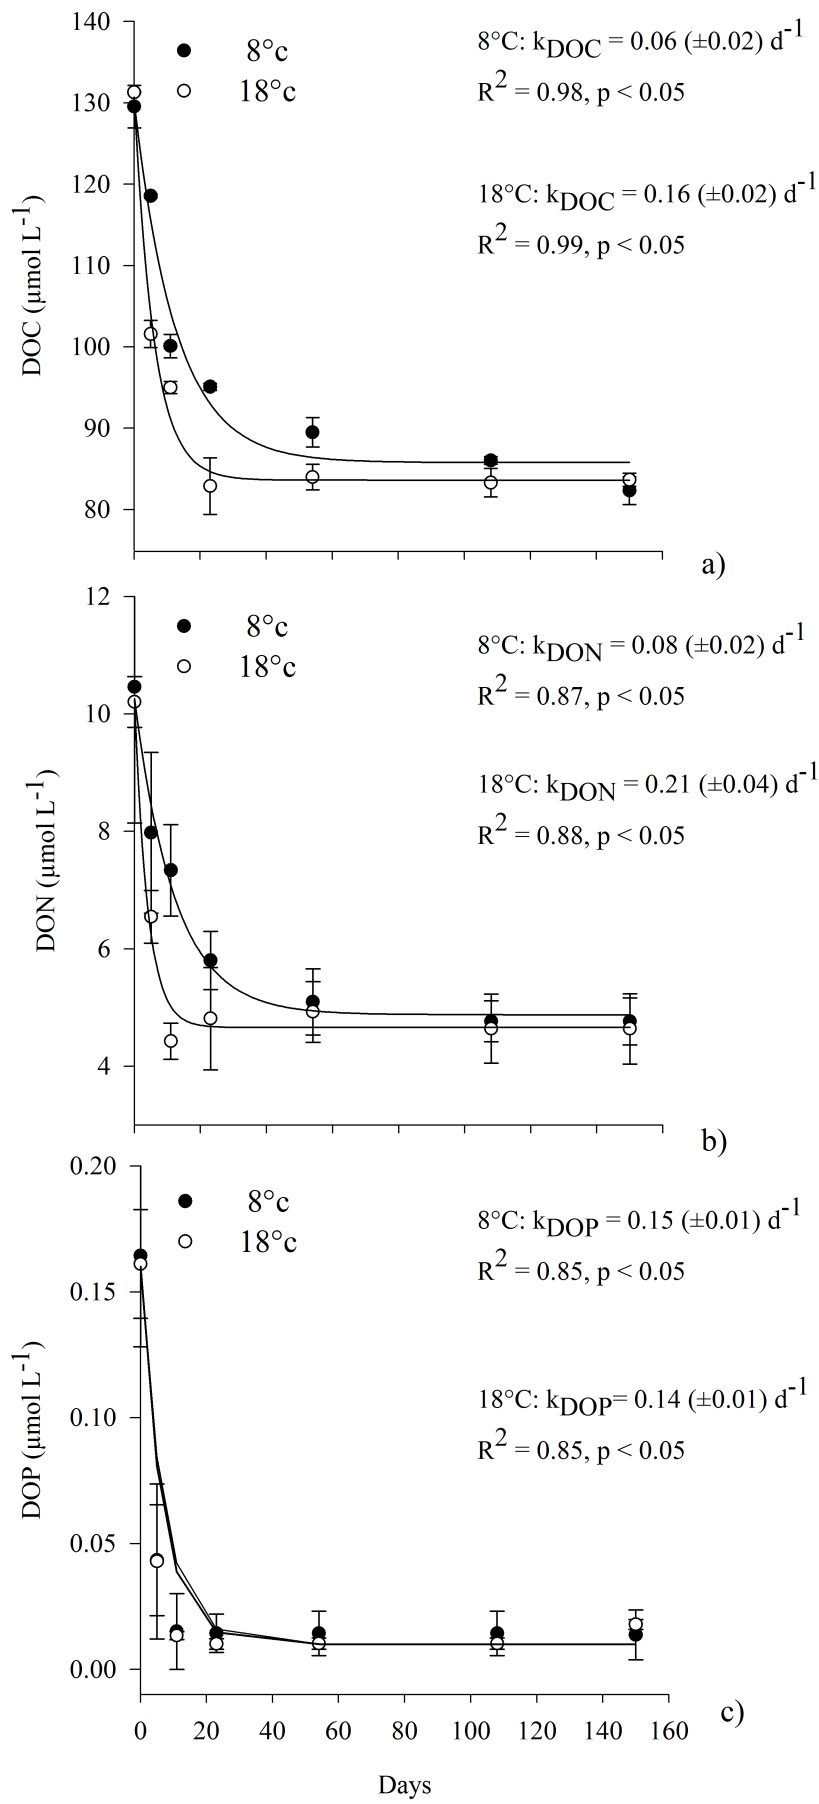 140
130
120
110
100
90
80
DOC (µmol L-1)
8°c
18°c
8°C: kDOC = 0.06 (±0.02) d-1
R2 = 0.98, p < 0.05
18°C: kDOC = 0.16 (±0.02) d-1
R2 = 0.99, p < 0.05
a)
12
10
8
6
4
DON (µmol L-1)
8°c
18°c
8°C: kDON = 0.08 (±0.02) d-1
R2 = 0.87, p < 0.05
18°C: kDON = 0.21 (±0.04) d-1
R2 = 0.88, p < 0.05
b)
0.20
0.15
0.10
0.05
0.00
DOP (µmol L-1)
8°c
18°c
8°C: kDOP = 0.15 (±0.01) d-1
R2 = 0.85, p < 0.05
18°C: kDOP= 0.14 (±0.01) d-1
R2 = 0.85, p < 0.05
c)
0 20 40 60 80 100 120 140 160
Days